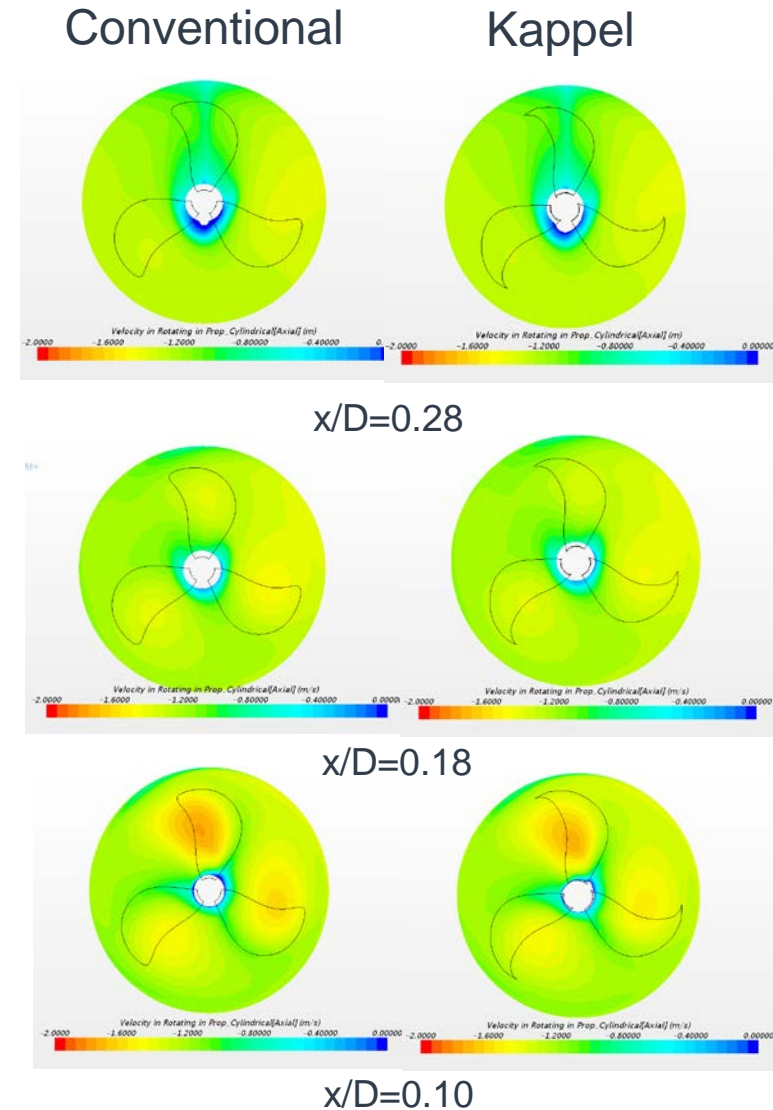 Conventional Kappel
Velocity in Rotating in Prop_Cylindrical[Axial] (m)
-2.0000 -1.6000 -1.2000 -0.80000 -0.40000 0.
Velocity in Rotating in Prop_Cylindrical[Axial] (m)
-2.0000 -1.6000 -1.2000 -0.80000 -0.40000 0.00000
x/D=0.28
M+
Velocity in Rotating in Prop_Cylindrical[Axial] (m/s)
-2.0000 -1.6000 -1.2000 -0.80000 -0.40000 0.0000
Velocity in Rotating in Prop_Cylindrical[Axial] (m/s)
-2.0000 -1.6000 -1.2000 -0.80000 -0.40000 0.00000
x/D=0.18
Velocity in Rotating in Prop_Cylindrical[Axial] (m/s)
-2.0000 -1.6000 -1.2000 -0.80000 -0.40000 0.0000
Velocity in Rotating in Prop_Cylindrical[Axial] (m/s)
-2.0000 -1.6000 -1.2000 -0.80000 -0.40000 0.00000
x/D=0.10